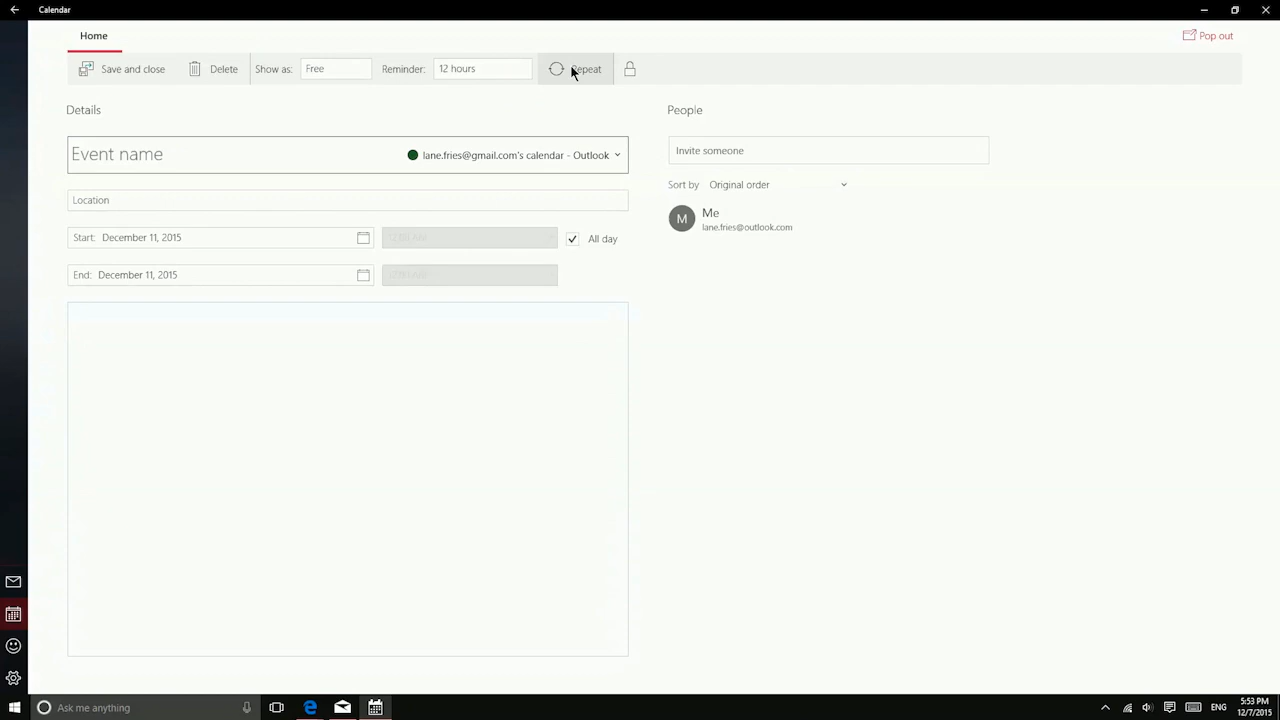 Calendar
Home
Pop out
Save and close
Delete
Show as:
Free
Reminder:
12 hours
Repeat
Details
People
Event name
lane.fries@gmail.com's calendar - Outlook
Invite someone
Location
Sort by
Original order
M
Me
lane.fries@outlook.com
Start:
December 11, 2015
All day
End:
December 11, 2015
Ask me anything
ENG
5:53 PM
12/7/2015